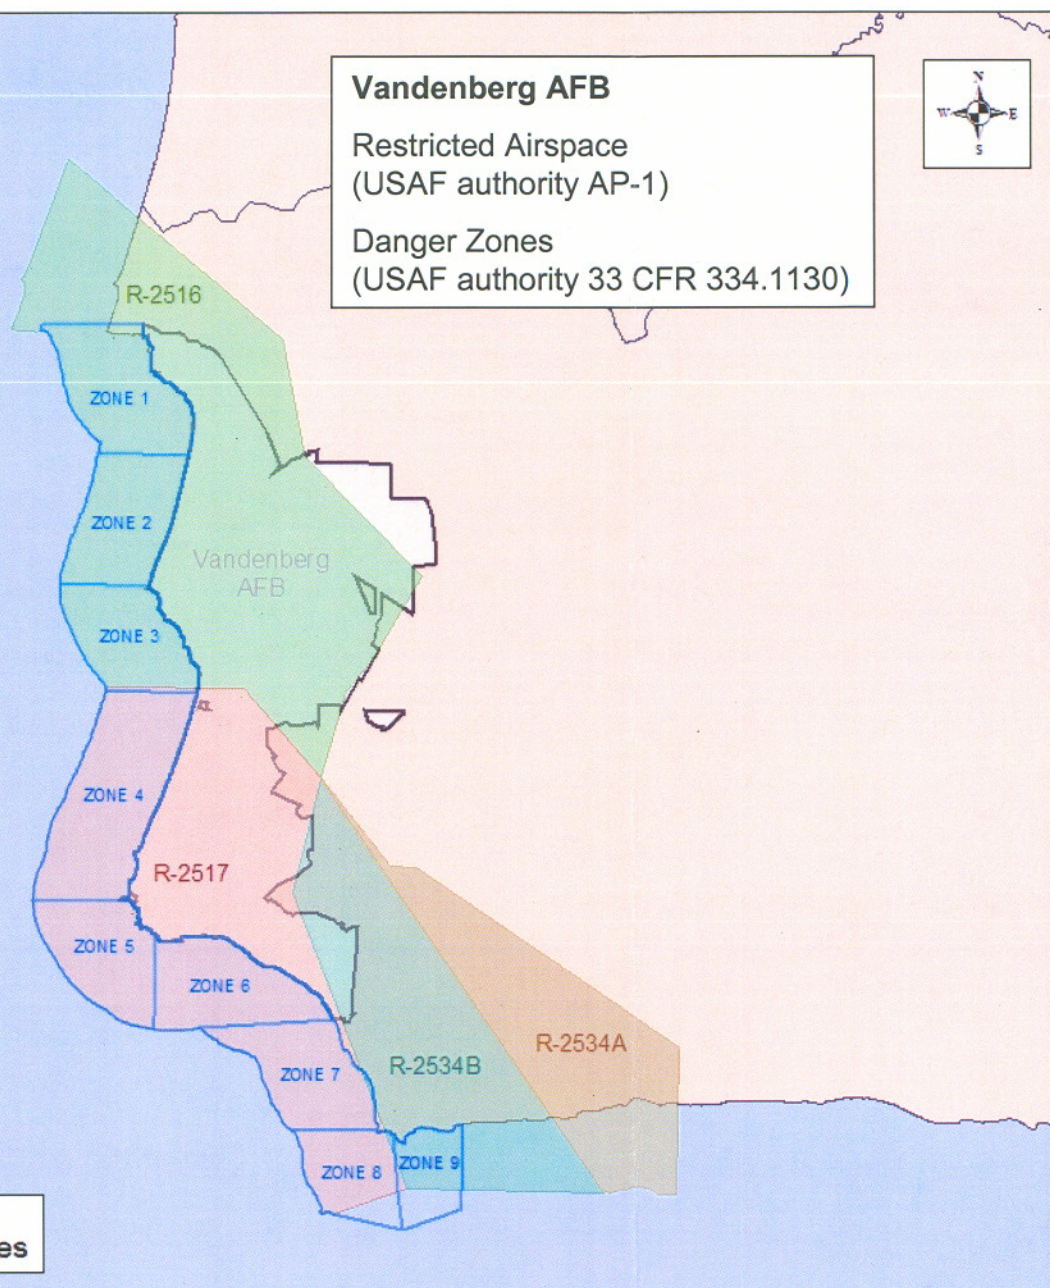 Vandenberg AFB
Restricted Airspace
(USAF authority AP-1)
Danger Zones
(USAF authority 33 CFR 334.1130)
N
W E
S
R-2516
ZONE 1
ZONE 2
Vandenberg
AFB
ZONE 3
ZONE 4
R-2517
ZONE 5
ZONE 6
R-2534A
R-2534B
ZONE 7
ZONE 8
ZONE 9
es